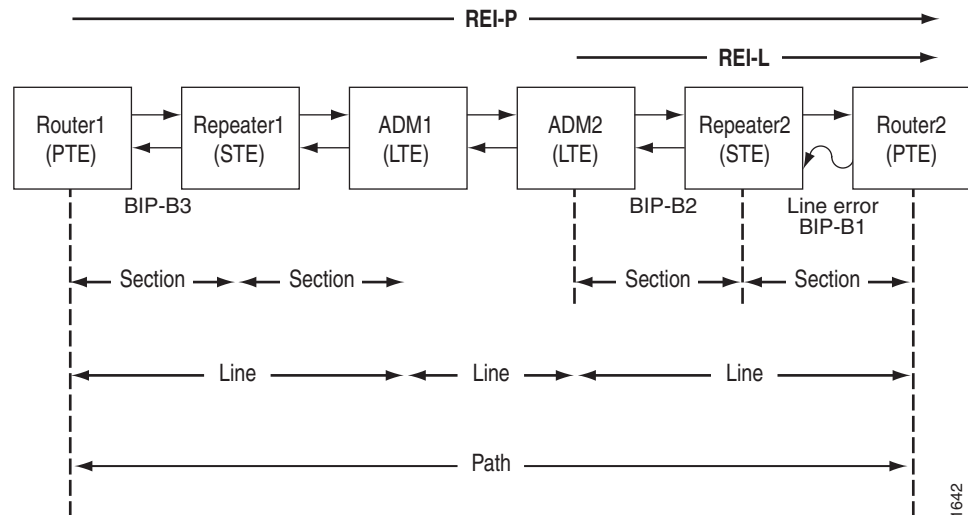 REI-P
REI-L
Router1
(PTE)
Repeater1
(STE)
ADM1
(LTE)
ADM2
(LTE)
Repeater2
(STE)
Router2
(PTE)
BIP-B3
BIP-B2
Line error
BIP-B1
Section
Section
Section
Section
Line
Line
Line
Path
1642